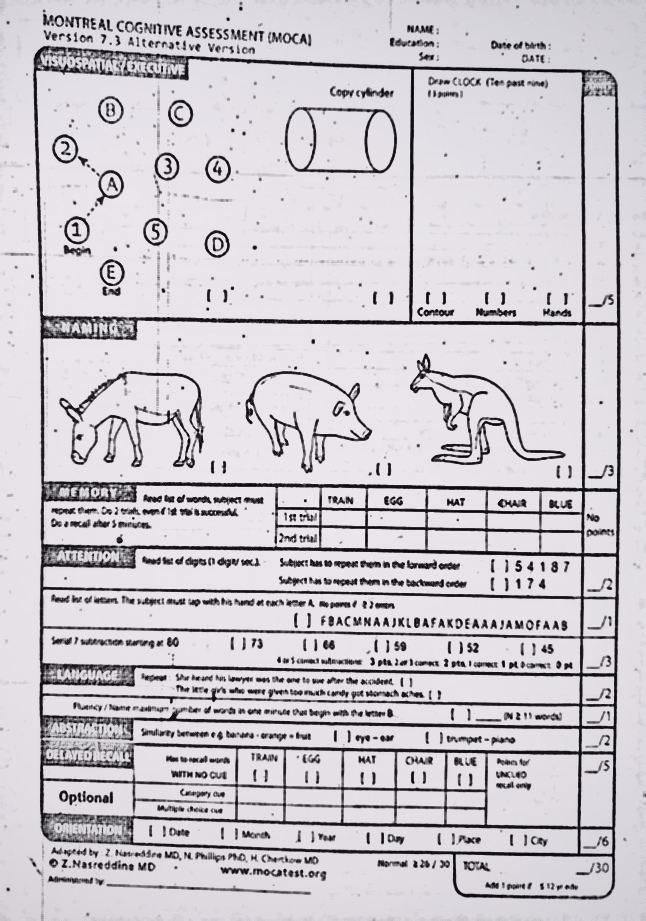 MONTREAL COGNITIVE ASSESSMENT (MOCA)
Version 7.3 Alternative Version
NAME :
Education :
Sex :
Date of birth :
DATE :
VISUOSPATIAL / EXECUTIVE
Copy cylinder
Draw CLOCK (Ten past nine)
(3 points)
B
C
2
3
4
A
1
Begin
5
D
E
End
[ ]
[ ]
[ ] [ ] [ ]
Contour Numbers Hands
__/5
NAMING
[ ]
[ ]
[ ]
__/3
MEMORY
Read list of words, subject must
repeat them. Do 2 trials, even if 1st trial is successful.
Do a recall after 5 minutes.
TRAIN EGG HAT CHAIR BLUE
1st trial
2nd trial
No
points
ATTENTION
Read list of digits (1 digit/ sec.).
Subject has to repeat them in the forward order [ ] 5 4 1 8 7
Subject has to repeat them in the backward order [ ] 1 7 4
__/2
Read list of letters. The subject must tap with his hand at each letter A. No points if ≥ 2 errors
[ ] F B A C M N A A J K L B A F A K D E A A A J A M O F A A B
__/1
Serial 7 subtraction starting at 80 [ ] 73 [ ] 66 [ ] 59 [ ] 52 [ ] 45
4 or 5 correct subtractions: 3 pts, 2 or 3 correct: 2 pts, 1 correct: 1 pt, 0 correct: 0 pt
__/3
LANGUAGE
Repeat : She heard his lawyer was the one to sue after the accident. [ ]
The little girls who were given too much candy got stomach aches. [ ]
__/2
Fluency / Name maximum number of words in one minute that begin with the letter B. [ ] _____ (N ≥ 11 words)
__/1
ABSTRACTION
Similarity between e.g. banana - orange = fruit [ ] eye – ear [ ] trumpet – piano
__/2
DELAYED RECALL
Has to recall words
WITH NO CUE
TRAIN EGG HAT CHAIR BLUE
[ ] [ ] [ ] [ ] [ ]
Points for
UNCUED
recall only
__/5
Optional
Category cue
Multiple choice cue
ORIENTATION
[ ] Date [ ] Month [ ] Year [ ] Day [ ] Place [ ] City
__/6
Adapted by : Z. Nasreddine MD, N. Phillips PhD, H. Chertkow MD
© Z.Nasreddine MD
www.mocatest.org
Normal ≥ 26 / 30
TOTAL
__/30
Administered by:
Add 1 point if ≤ 12 yr edu